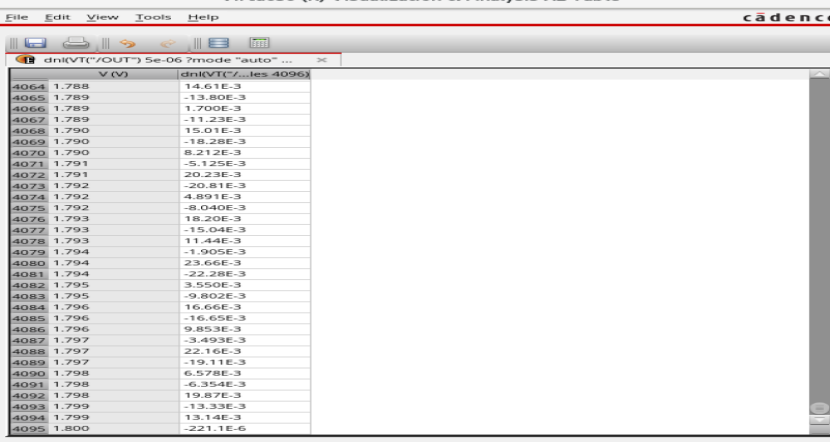 File Edit View Tools Help
cādence
dnl(VT("/OUT") 5e-06 ?mode "auto" ...
V (V) dnl(VT("/...les 4096)
4064 1.788 14.61E-3
4065 1.789 -13.80E-3
4066 1.789 1.700E-3
4067 1.789 -11.23E-3
4068 1.790 15.01E-3
4069 1.790 -18.28E-3
4070 1.790 8.212E-3
4071 1.791 -5.125E-3
4072 1.791 20.23E-3
4073 1.792 -20.81E-3
4074 1.792 4.891E-3
4075 1.792 -8.040E-3
4076 1.793 18.20E-3
4077 1.793 -15.04E-3
4078 1.793 11.44E-3
4079 1.794 -1.905E-3
4080 1.794 23.66E-3
4081 1.794 -22.28E-3
4082 1.795 3.550E-3
4083 1.795 -9.802E-3
4084 1.796 16.66E-3
4085 1.796 -16.65E-3
4086 1.796 9.853E-3
4087 1.797 -3.493E-3
4088 1.797 22.16E-3
4089 1.797 -19.11E-3
4090 1.798 6.578E-3
4091 1.798 -6.354E-3
4092 1.798 19.87E-3
4093 1.799 -13.33E-3
4094 1.799 13.14E-3
4095 1.800 -221.1E-6